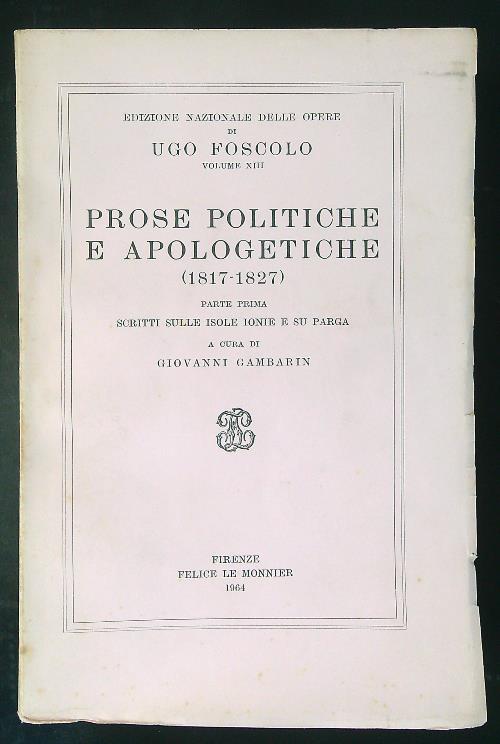 EDIZIONE NAZIONALE DELLE OPERE
DI
UGO FOSCOLO
VOLUME XIII
PROSE POLITICHE
E APOLOGETICHE
(1817-1827)
PARTE PRIMA
SCRITTI SULLE ISOLE IONIE E SU PARGA
A CURA DI
GIOVANNI GAMBARIN
FIRENZE
FELICE LE MONNIER
1964